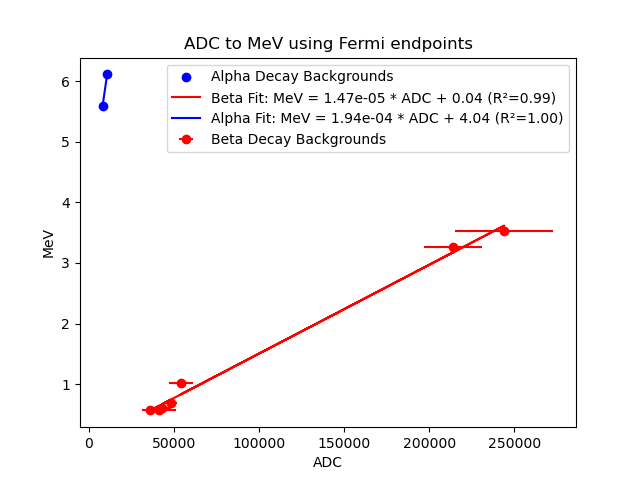 ADC to MeV using Fermi endpoints
Alpha Decay Backgrounds
Beta Fit: MeV = 1.47e-05 * ADC + 0.04 (R²=0.99)
Alpha Fit: MeV = 1.94e-04 * ADC + 4.04 (R²=1.00)
Beta Decay Backgrounds
MeV
6
5
4
3
2
1
0 50000 100000 150000 200000 250000
ADC